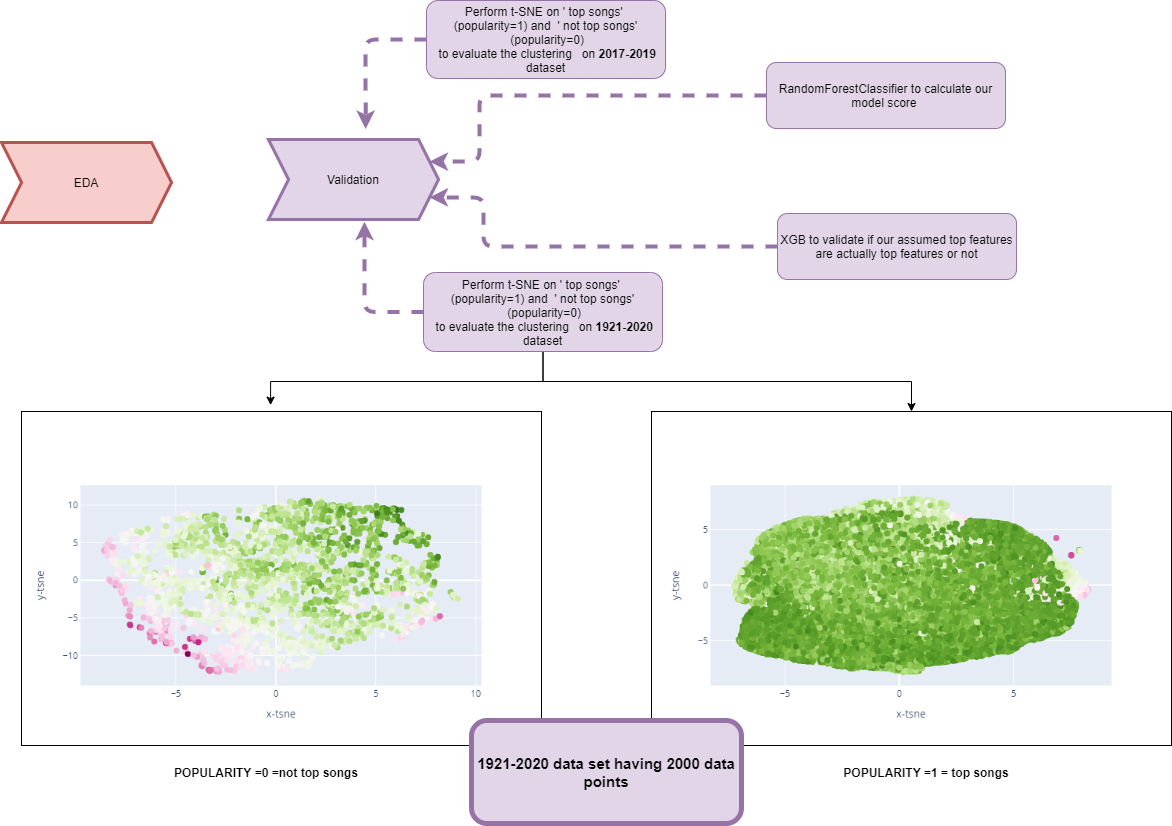 Perform t-SNE on ' top songs'
(popularity=1) and  ' not top songs'
(popularity=0)
to evaluate the clustering   on 2017-2019
dataset
RandomForestClassifier to calculate our
model score
EDA
Validation
XGB to validate if our assumed top features
are actually top features or not
Perform t-SNE on ' top songs'
(popularity=1) and  ' not top songs'
(popularity=0)
to evaluate the clustering   on 1921-2020
dataset
10
5
0
−5
−10
y-tsne
−5
0
5
10
x-tsne
5
0
−5
y-tsne
−5
0
5
x-tsne
POPULARITY =0 =not top songs
1921-2020 data set having 2000 data
points
POPULARITY =1 = top songs